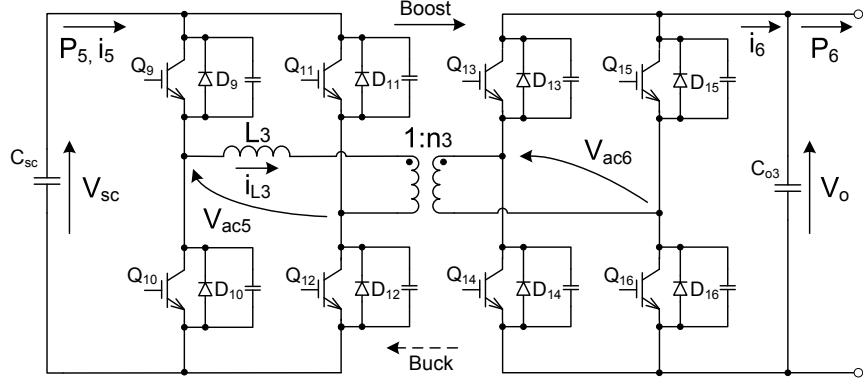 Boost
P5, i5
i6
P6
Q9
D9
Q11
D11
Q13
D13
Q15
D15
L3
1:n3
Csc
Vsc
iL3
Vac5
Vac6
Co3
Vo
Q10
D10
Q12
D12
Q14
D14
Q16
D16
Buck